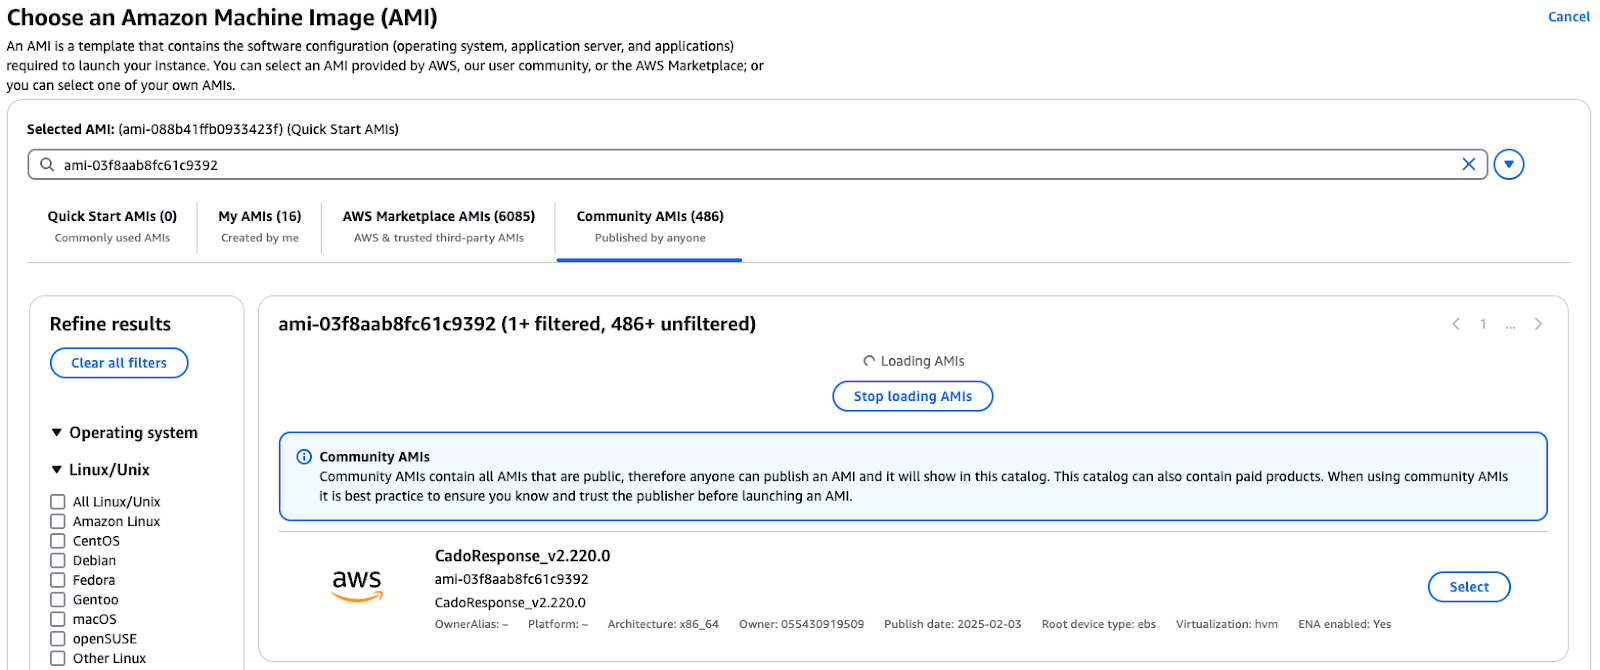 Choose an Amazon Machine Image (AMI)
Cancel
An AMI is a template that contains the software configuration (operating system, application server, and applications)
required to launch your instance. You can select an AMI provided by AWS, our user community, or the AWS Marketplace; or
you can select one of your own AMIs.
Selected AMI: (ami-088b41ffb0933423f) (Quick Start AMIs)
ami-03f8aab8fc61c9392
Quick Start AMIs (0)
Commonly used AMIs
My AMIs (16)
Created by me
AWS Marketplace AMIs (6085)
AWS & trusted third-party AMIs
Community AMIs (486)
Published by anyone
Refine results
Clear all filters
Operating system
Linux/Unix
All Linux/Unix
Amazon Linux
CentOS
Debian
Fedora
Gentoo
macOS
openSUSE
Other Linux
ami-03f8aab8fc61c9392 (1+ filtered, 486+ unfiltered)
1 ...
Loading AMIs
Stop loading AMIs
Community AMIs
Community AMIs contain all AMIs that are public, therefore anyone can publish an AMI and it will show in this catalog. This catalog can also contain paid products. When using community AMIs
it is best practice to ensure you know and trust the publisher before launching an AMI.
aws
CadoResponse_v2.220.0
ami-03f8aab8fc61c9392
CadoResponse_v2.220.0
OwnerAlias: – Platform: – Architecture: x86_64 Owner: 055430919509 Publish date: 2025-02-03 Root device type: ebs Virtualization: hvm ENA enabled: Yes
Select